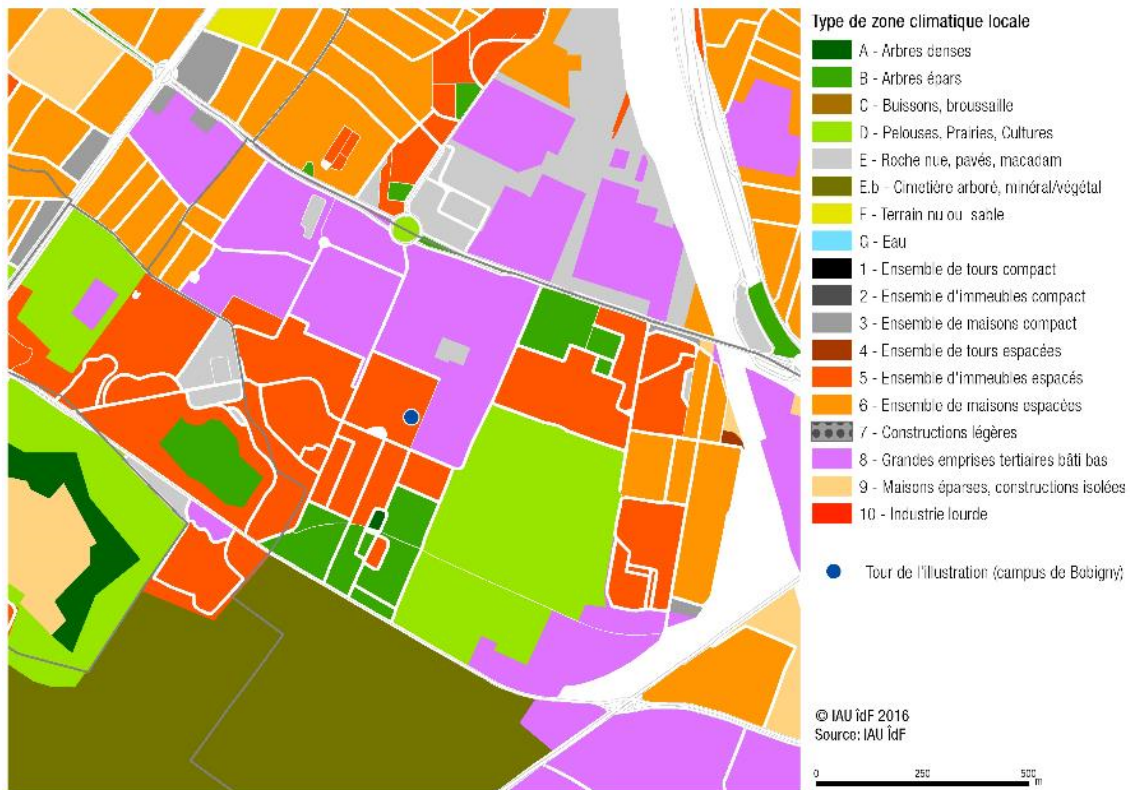 Type de zone climatique locale
A - Arbres denses
B - Arbres épars
C - Buissons, broussaille
D - Pelouses, Prairies, Cultures
E - Roche nue, pavés, macadam
E.b - Cimetière arboré, minéral/végétal
F - Terrain nu ou sable
G - Eau
1 - Ensemble de tours compact
2 - Ensemble d'immeubles compact
3 - Ensemble de maisons compact
4 - Ensemble de tours espacées
5 - Ensemble d'immeubles espacés
6 - Ensemble de maisons espacées
7 - Constructions légères
8 - Grandes emprises tertiaires bâti bas
9 - Maisons éparses, constructions isolées
10 - Industrie lourde
Tour de l'illustration (campus de Bobigny)
© IAU îdF 2016
Source: IAU îdF
0 250 500
m